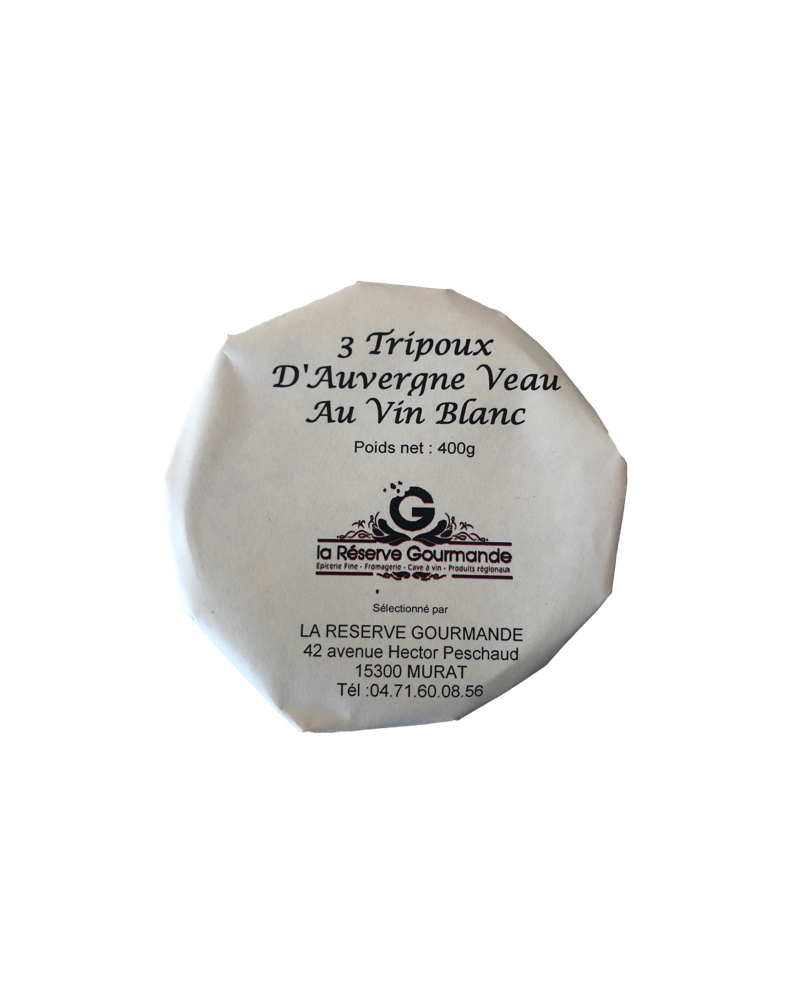 3 Tripoux
D'Auvergne Veau
Au Vin Blanc
Poids net : 400g
G
la Réserve Gourmande
Epicerie Fine - Fromagerie - Cave à vin - Produits régionaux
Sélectionné par
LA RESERVE GOURMANDE
42 avenue Hector Peschaud
15300 MURAT
Tél :04.71.60.08.56